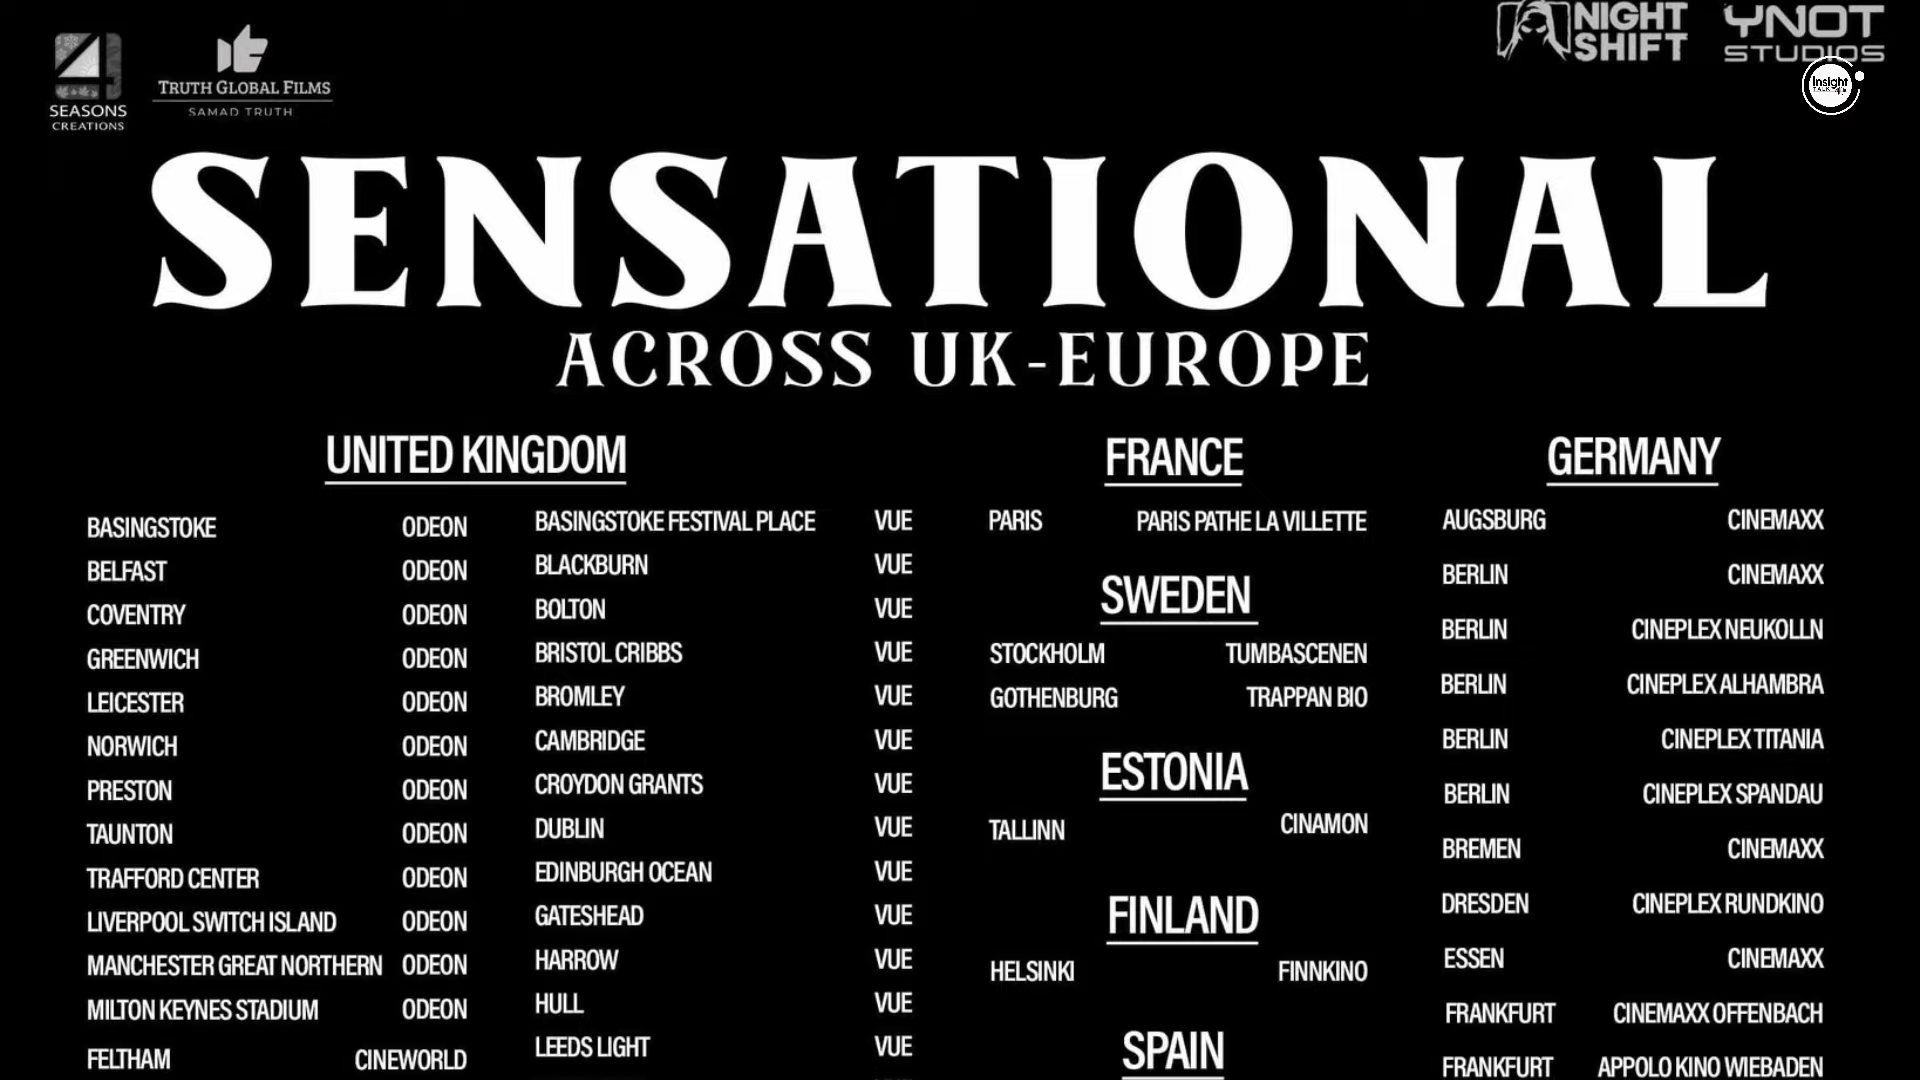 4
SEASONS
CREATIONS
TRUTH GLOBAL FILMS
SAMAD TRUTH
NIGHT
SHIFT
YNOT
STUDIOS
Insight
SENSATIONAL
ACROSS UK-EUROPE
UNITED KINGDOM
BASINGSTOKE ODEON
BELFAST ODEON
COVENTRY ODEON
GREENWICH ODEON
LEICESTER ODEON
NORWICH ODEON
PRESTON ODEON
TAUNTON ODEON
TRAFFORD CENTER ODEON
LIVERPOOL SWITCH ISLAND ODEON
MANCHESTER GREAT NORTHERN ODEON
MILTON KEYNES STADIUM ODEON
FELTHAM CINEWORLD
BASINGSTOKE FESTIVAL PLACE VUE
BLACKBURN VUE
BOLTON VUE
BRISTOL CRIBBS VUE
BROMLEY VUE
CAMBRIDGE VUE
CROYDON GRANTS VUE
DUBLIN VUE
EDINBURGH OCEAN VUE
GATESHEAD VUE
HARROW VUE
HULL VUE
LEEDS LIGHT VUE
FRANCE
PARIS PARIS PATHE LA VILLETTE
SWEDEN
STOCKHOLM TUMBASCENEN
GOTHENBURG TRAPPAN BIO
ESTONIA
TALLINN CINAMON
FINLAND
HELSINKI FINNKINO
SPAIN
GERMANY
AUGSBURG CINEMAXX
BERLIN CINEMAXX
BERLIN CINEPLEX NEUKOLLN
BERLIN CINEPLEX ALHAMBRA
BERLIN CINEPLEX TITANIA
BERLIN CINEPLEX SPANDAU
BREMEN CINEMAXX
DRESDEN CINEPLEX RUNDKINO
ESSEN CINEMAXX
FRANKFURT CINEMAXX OFFENBACH
FRANKFURT APPOLO KINO WIEBADEN